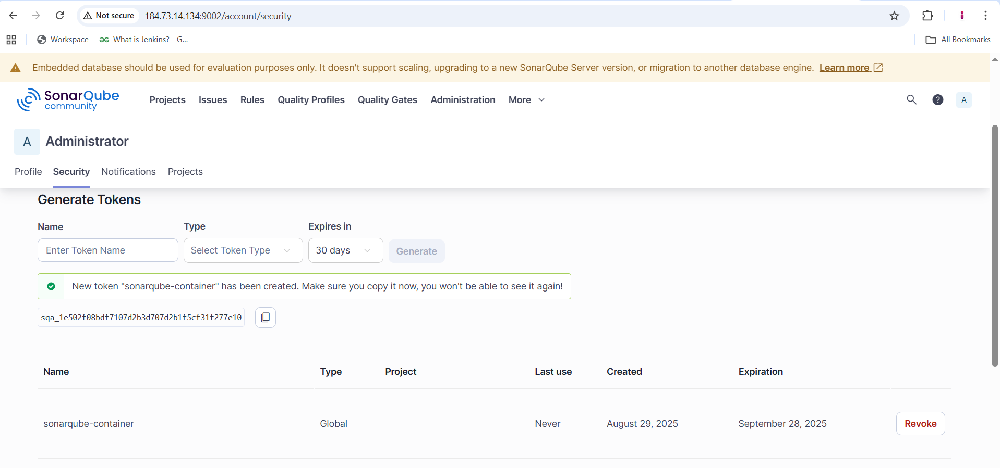 Not secure 184.73.14.134:9002/account/security
Workspace What is Jenkins? - G... All Bookmarks
Embedded database should be used for evaluation purposes only. It doesn't support scaling, upgrading to a new SonarQube Server version, or migration to another database engine. Learn more
SonarQube community
Projects Issues Rules Quality Profiles Quality Gates Administration More ? A
A Administrator
Profile Security Notifications Projects
Generate Tokens
Name Type Expires in
Enter Token Name Select Token Type 30 days Generate
New token "sonarqube-container" has been created. Make sure you copy it now, you won't be able to see it again!
sqa_1e502f08bdf7107d2b3d707d2b1f5cf31f277e10
Name Type Project Last use Created Expiration
sonarqube-container Global Never August 29, 2025 September 28, 2025 Revoke